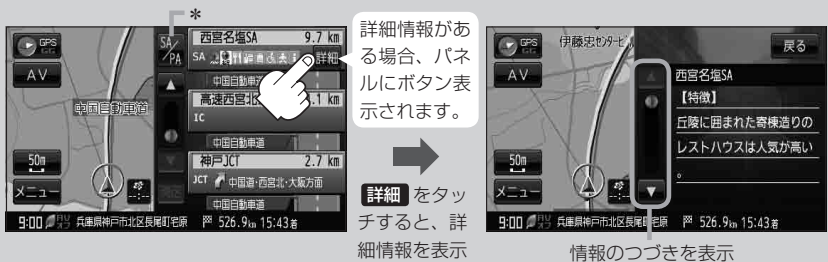 *
GPS
AV
中国自動車道
50m
メニュー
SA/PA
西宮名塩SA 9.7 km
SA
詳細
中国自動車道
高速西宮北 .1 km
IC
中国自動車道
神戸JCT 2.7 km
JCT 中国道・西宮北・大阪方面
中国自動車道
9:00 兵庫県神戸市北区長尾町宅原 526.9km 15:43着
詳細情報があ
る場合、パネ
ルにボタン表
示されます。
詳細 をタッ
チすると、詳
細情報を表示
GPS
AV
50m
メニュー
戻る
西宮名塩SA
【特徴】
丘陵に囲まれた寄棟造りの
レストハウスは人気が高い
。
9:00 兵庫県神戸市北区長尾町宅原 526.9km 15:43着
情報のつづきを表示